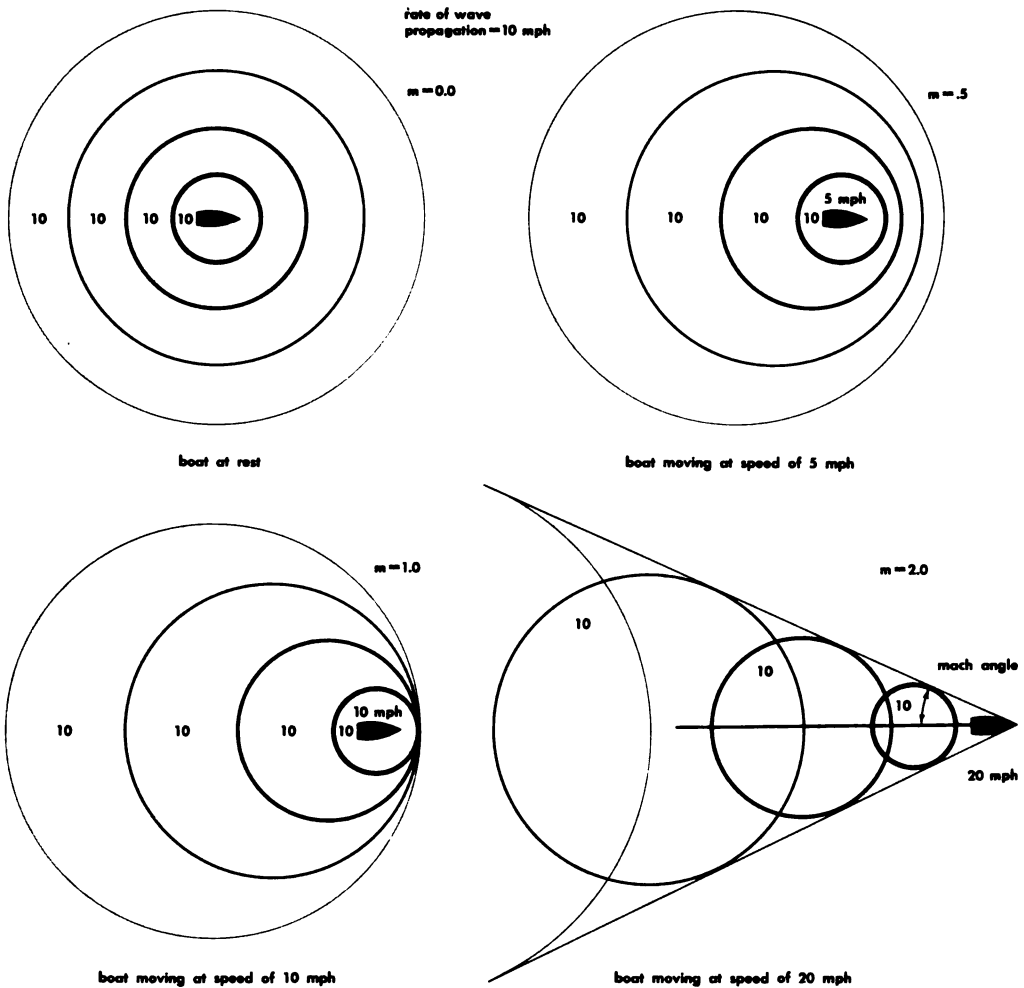 rate of wave
propagation = 10 mph
m = 0.0
10 10 10 10
boat at rest
m = .5
5 mph
10 10 10 10
boat moving at speed of 5 mph
m = 1.0
10 mph
10 10 10 10
boat moving at speed of 10 mph
m = 2.0
10
10
mach angle
10
20 mph
boat moving at speed of 20 mph